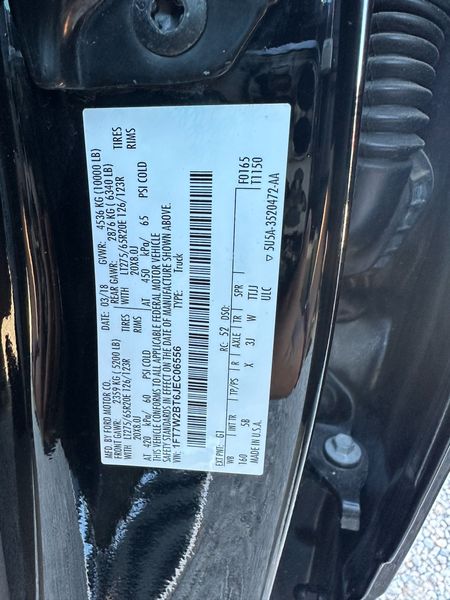 MFD. BY FORD MOTOR CO.
DATE: 03/18 GVWR: 4536 KG (10000 LB)
FRONT GAWR: 2359 KG (5200 LB) REAR GAWR: 2876 KG (6340 LB)
LT275/65R20E 126/123R TIRES WITH LT275/65R20E 126/123R TIRES
20X8.0J RIMS 20X8.0J RIMS
AT 420 kPa/ 60 PSI COLD AT 450 kPa/ 65 PSI COLD
THIS VEHICLE CONFORMS TO ALL APPLICABLE FEDERAL MOTOR VEHICLE
SAFETY STANDARDS IN EFFECT ON THE DATE OF MANUFACTURE SHOWN ABOVE.
VIN: 1FT7W2BT6JEC06556 TYPE: Truck
F0165
EXT PNT: G1 RC: 52 DSO: T1150
WB INT TR TP/PS R AXLE TR SPR
160 5B X 3J W TTJJ
MADE IN U.S.A. ULC ▽ 5U5A-3520472-AA